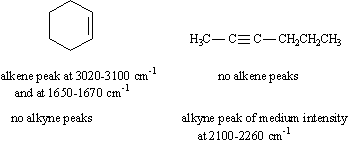 H₃C—C≡C—CH₂CH₂CH₃
alkene peak at 3020-3100 cm⁻¹
and at 1650-1670 cm⁻¹
no alkene peaks
no alkyne peaks
alkyne peak of medium intensity
at 2100-2260 cm⁻¹